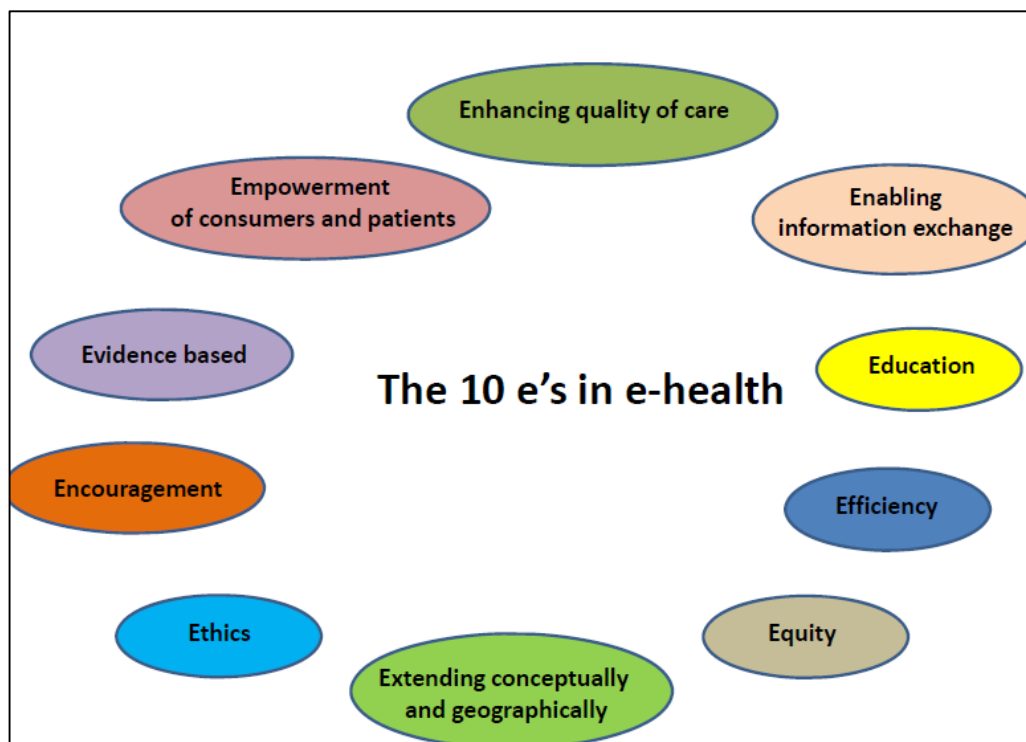 Enhancing quality of care
Empowerment
of consumers and patients
Enabling
information exchange
Evidence based
The 10 e’s in e-health
Education
Encouragement
Efficiency
Ethics
Equity
Extending conceptually
and geographically